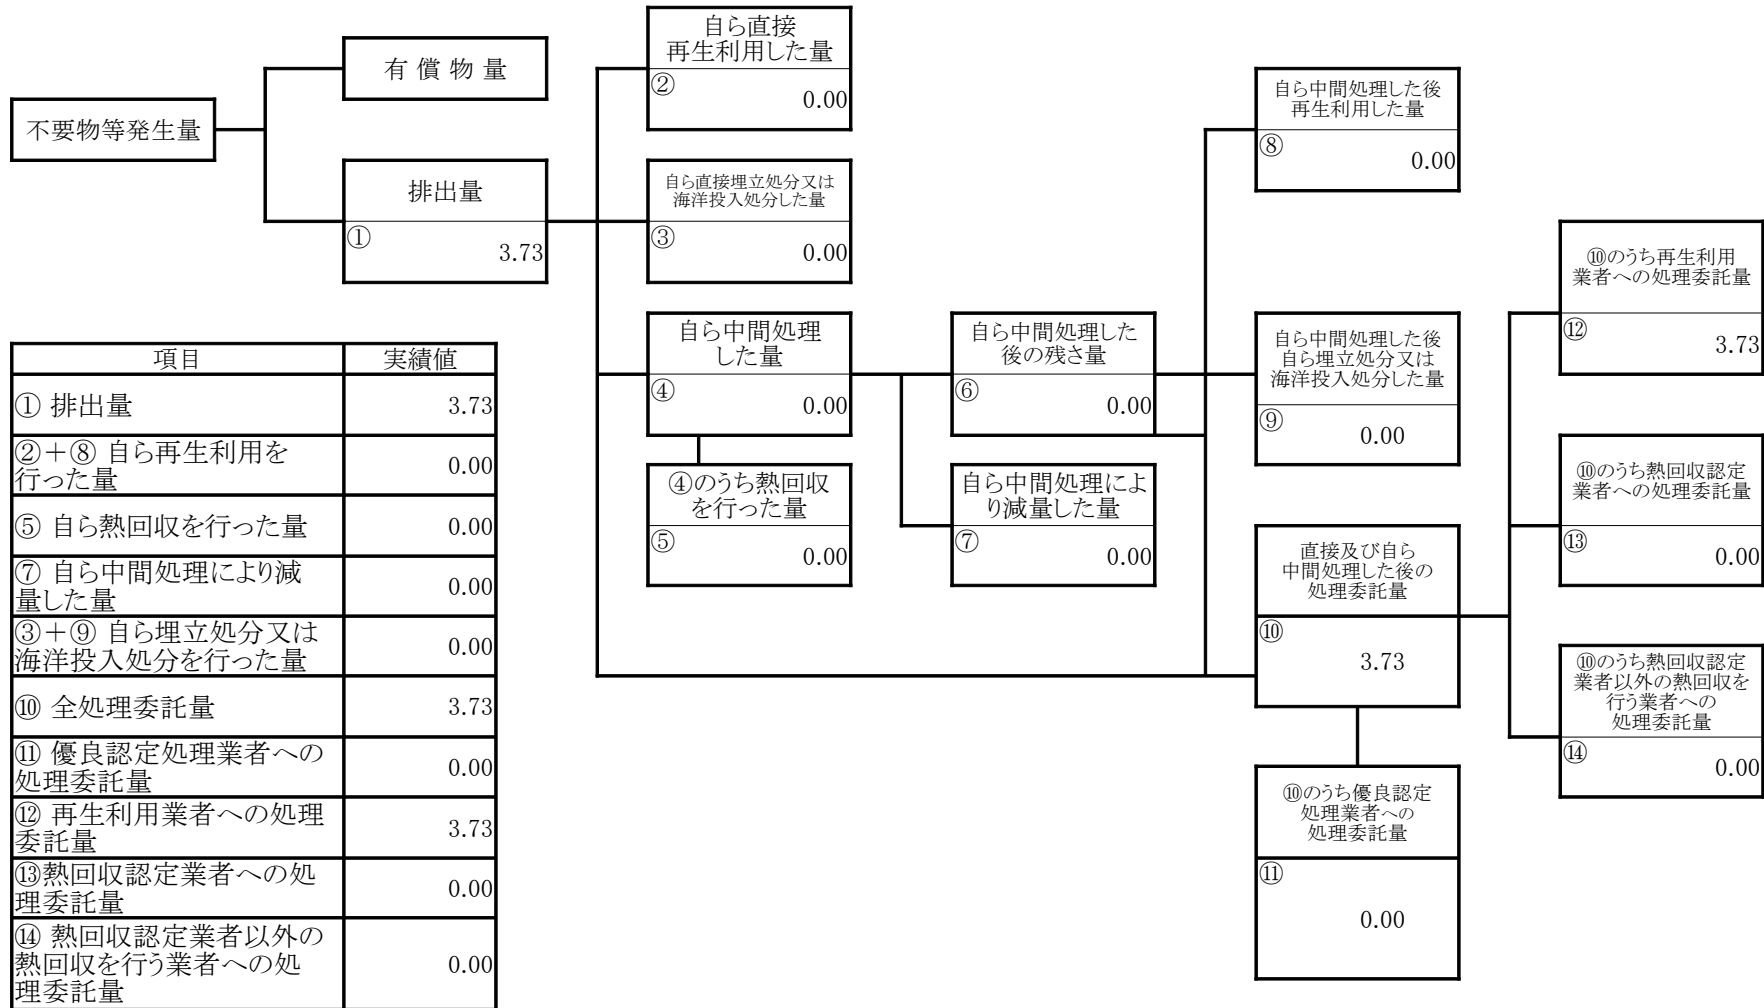 不要物等発生量
有 償 物 量
排出量
①
3.73
自ら直接
再生利用した量
②
0.00
自ら直接埋立処分又は
海洋投入処分した量
③
0.00
自ら中間処理
した量
④
0.00
④のうち熱回収
を行った量
⑤
0.00
自ら中間処理した
後の残さ量
⑥
0.00
自ら中間処理によ
り減量した量
⑦
0.00
自ら中間処理した後
再生利用した量
⑧
0.00
自ら中間処理した後
自ら埋立処分又は
海洋投入処分した量
⑨
0.00
直接及び自ら
中間処理した後の
処理委託量
⑩
3.73
⑩のうち優良認定
処理業者への
処理委託量
⑪
0.00
⑩のうち再生利用
業者への処理委託量
⑫
3.73
⑩のうち熱回収認定
業者への処理委託量
⑬
0.00
⑩のうち熱回収認定
業者以外の熱回収を
行う業者への
処理委託量
⑭
0.00
項目 実績値
① 排出量 3.73
②＋⑧ 自ら再生利用を
行った量 0.00
⑤ 自ら熱回収を行った量 0.00
⑦ 自ら中間処理により減
量した量 0.00
③＋⑨ 自ら埋立処分又は
海洋投入処分を行った量 0.00
⑩ 全処理委託量 3.73
⑪ 優良認定処理業者への
処理委託量 0.00
⑫ 再生利用業者への処理
委託量 3.73
⑬熱回収認定業者への処
理委託量 0.00
⑭ 熱回収認定業者以外の
熱回収を行う業者への処
理委託量 0.00